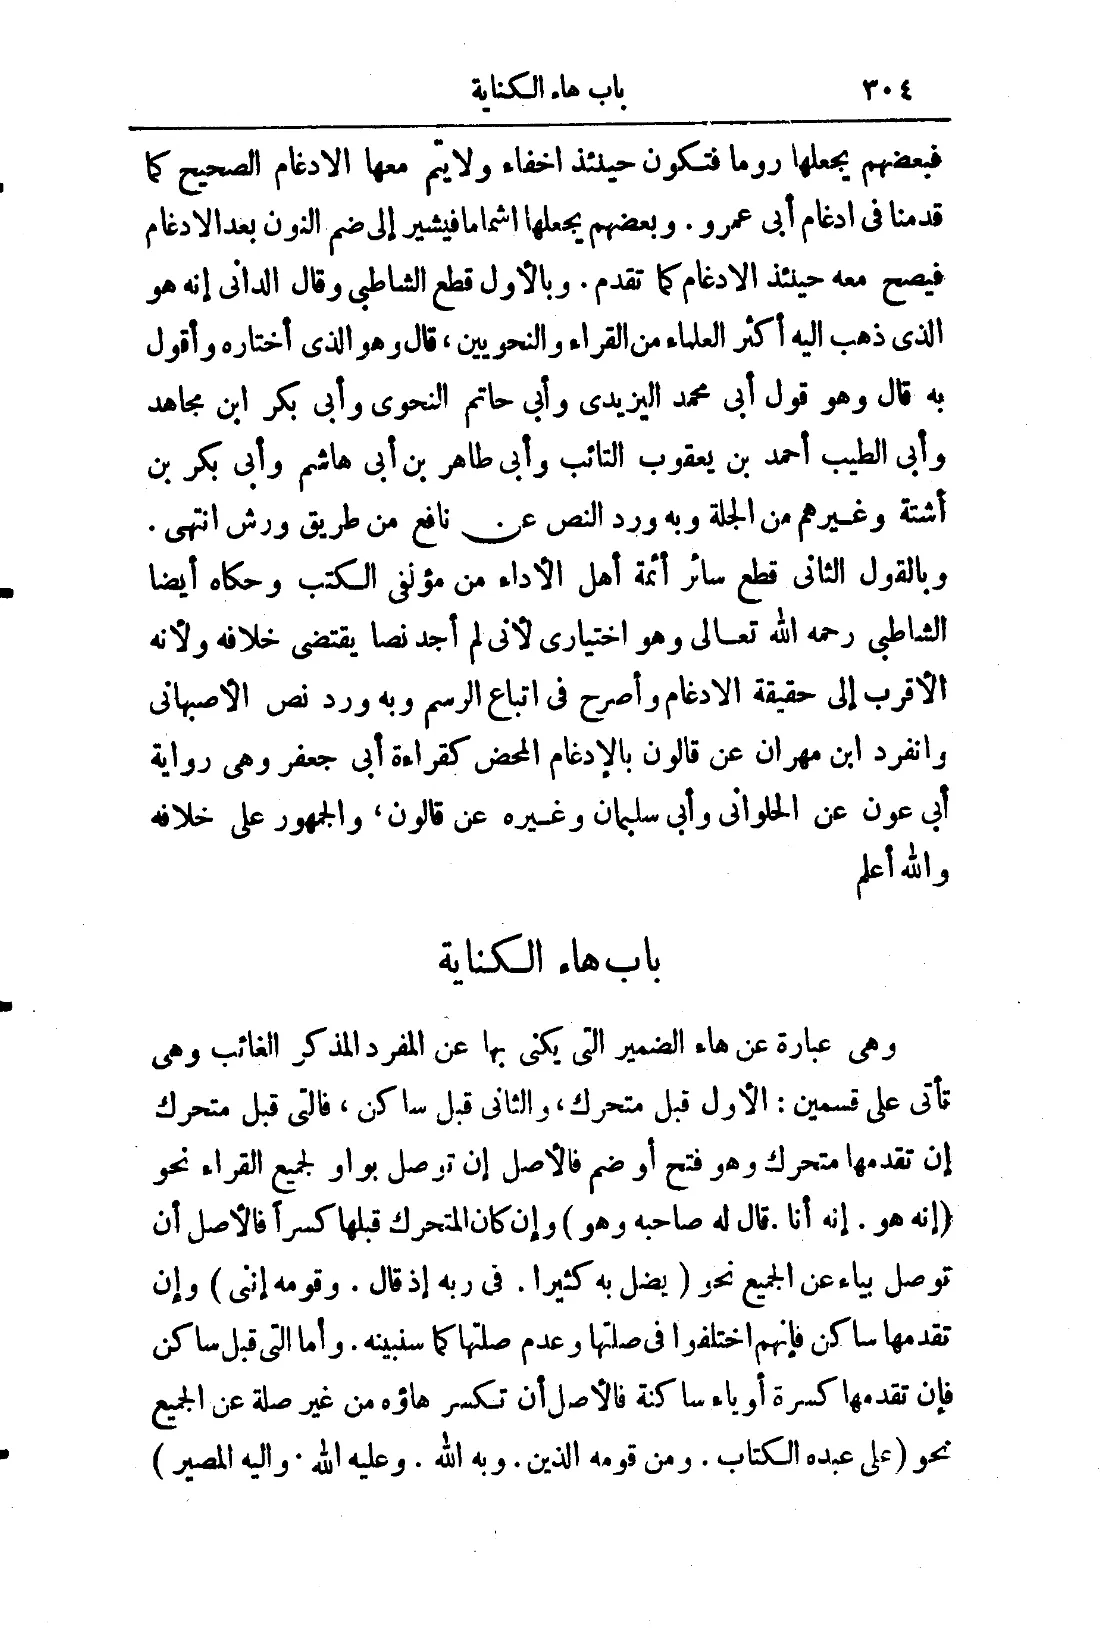 ٣٠٤ باب هاء الكناية
فبعضهم يجعلها روما فتكون حينئذ اخفاء ولا يتم معها الادغام الصحيح كما
قدمنا فى ادغام أبى عمرو . وبعضهم يجعلها اشماما فيشير إلى ضم النون بعد الادغام
فيصح معه حينئذ الادغام كما تقدم . وبالأول قطع الشاطبي وقال الدانى إنه هو
الذى ذهب اليه أكثر العلماء من القراء والنحويين ، قال وهو الذى أختاره وأقول
به قال وهو قول أبى محمد اليزيدى وأبي حاتم النحوى وأبى بكر ابن مجاهد
وأبى الطيب أحمد بن يعقوب التائب وأبى طاهر بن أبى هاشم وأبى بكر بن
أشتة وغيرهم من الجلة وبه ورد النص عن نافع من طريق ورش انتهى .
وبالقول الثانى قطع سائر أئمة أهل الأداء من مؤلفى الكتب وحكاه أيضا
الشاطبي رحمه الله تعالى وهو اختيارى لأنى لم أجد نصا يقتضى خلافه ولأنه
الأقرب إلى حقيقة الادغام وأصرح فى اتباع الرسم وبه ورد نص الأصبهانى
وانفرد ابن مهران عن قالون بالإدغام المحض كقراءة أبى جعفر وهى رواية
أبى عون عن الحلوانى وأبى سليمان وغيره عن قالون ، والجمهور على خلافه
والله أعلم
باب هاء الكناية
وهى عبارة عن هاء الضمير التى يكنى بها عن المفرد المذكر الغائب وهى
تأتى على قسمين : الأول قبل متحرك ، والثانى قبل ساكن ، فالتى قبل متحرك
إن تقدمها متحرك وهو فتح أو ضم فالأصل إن توصل بواو لجميع القراء نحو
(إنه هو . إنه أنا . قال له صاحبه وهو ) وإن كان المتحرك قبلها كسراً فالأصل أن
توصل بياء عن الجميع نحو ( يضل به كثيرا . فى ربه إذ قال . وقومه إننى ) وإن
تقدمها ساكن فإنهم اختلفوا فى صلتها وعدم صلتها كما سنبينه . وأما التى قبل ساكن
فإن تقدمها كسرة أو ياء ساكنة فالأصل أن تكسر هاؤه من غير صلة عن الجميع
نحو (على عبده الكتاب . ومن قومه الذين . وبه الله . وعليه الله . واليه المصير )